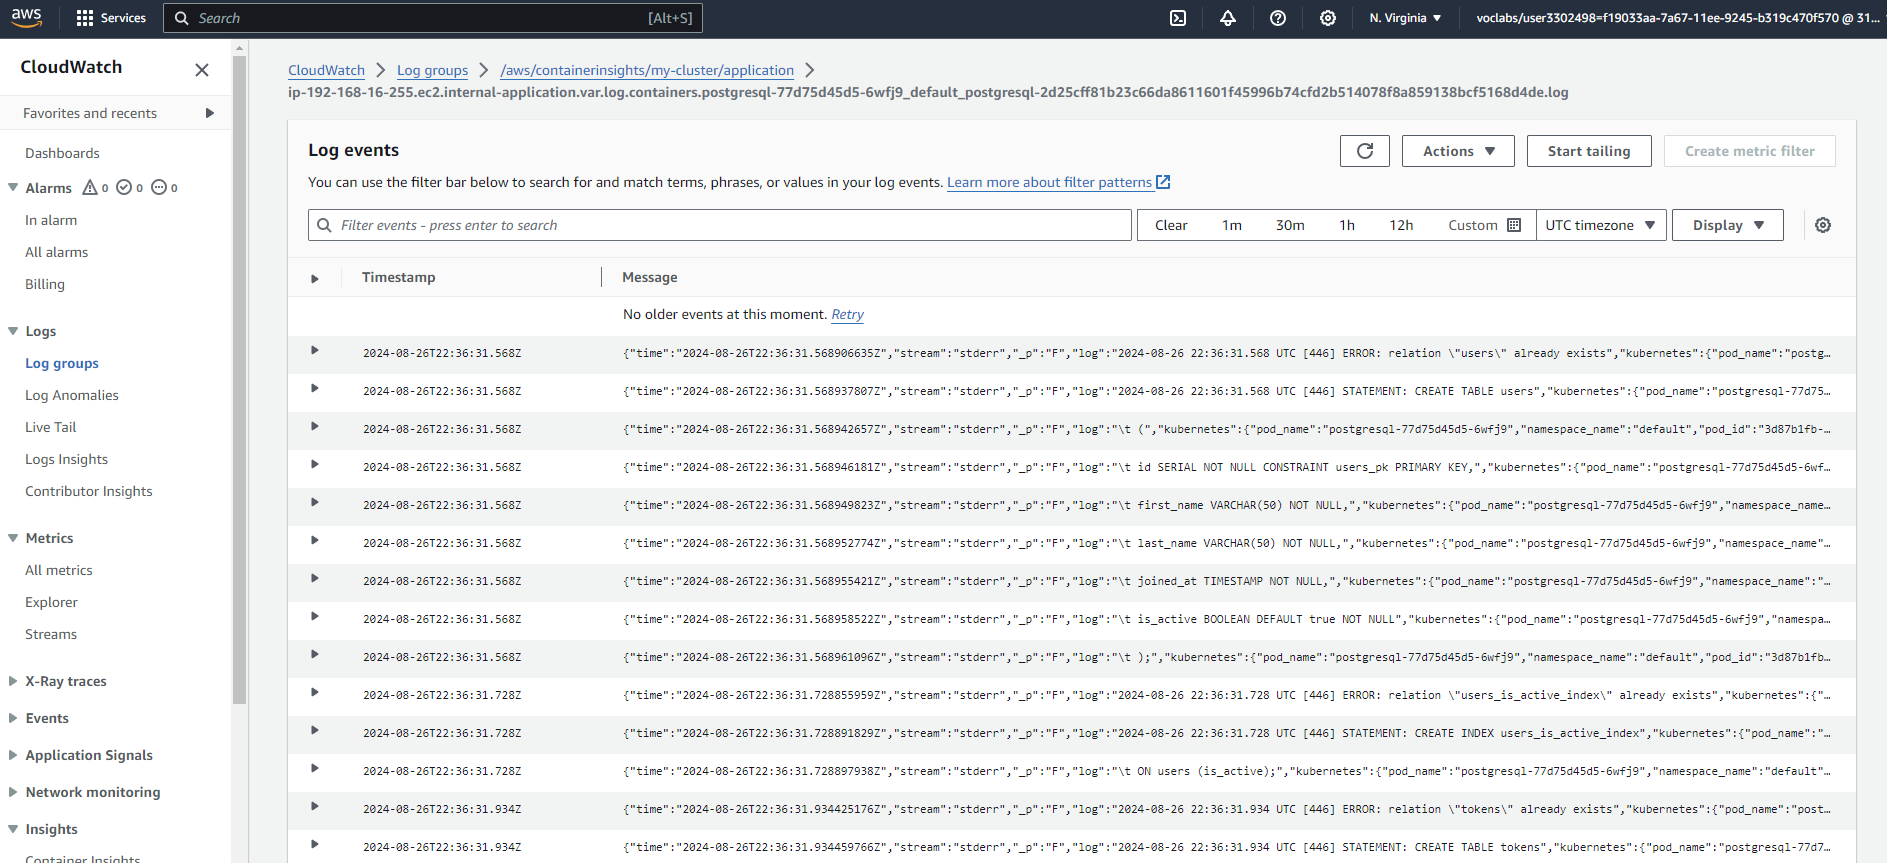 aws
Services
Search
[Alt+S]
N. Virginia
voclabs/user3302498=f19033aa-7a67-11ee-9245-b319c470f570 @ 31...
CloudWatch
Favorites and recents
Dashboards
Alarms 0 0 0
In alarm
All alarms
Billing
Logs
Log groups
Log Anomalies
Live Tail
Logs Insights
Contributor Insights
Metrics
All metrics
Explorer
Streams
X-Ray traces
Events
Application Signals
Network monitoring
Insights
Container Insights
CloudWatch Log groups /aws/containerinsights/my-cluster/application
ip-192-168-16-255.ec2.internal-application.var.log.containers.postgresql-77d75d45d5-6wfj9_default_postgresql-2d25cff81b23c66da8611601f45996b74cfd2b514078f8a859138bcf5168d4de.log
Log events
Actions
Start tailing
Create metric filter
You can use the filter bar below to search for and match terms, phrases, or values in your log events. Learn more about filter patterns
Filter events - press enter to search
Clear 1m 30m 1h 12h Custom UTC timezone Display
Timestamp Message
No older events at this moment. Retry
2024-08-26T22:36:31.568Z {"time":"2024-08-26T22:36:31.568906635Z","stream":"stderr","_p":"F","log":"2024-08-26 22:36:31.568 UTC [446] ERROR: relation \"users\" already exists","kubernetes":{"pod_name":"postg...
2024-08-26T22:36:31.568Z {"time":"2024-08-26T22:36:31.568937807Z","stream":"stderr","_p":"F","log":"2024-08-26 22:36:31.568 UTC [446] STATEMENT: CREATE TABLE users","kubernetes":{"pod_name":"postgresql-77d75...
2024-08-26T22:36:31.568Z {"time":"2024-08-26T22:36:31.568942657Z","stream":"stderr","_p":"F","log":"\t (","kubernetes":{"pod_name":"postgresql-77d75d45d5-6wfj9","namespace_name":"default","pod_id":"3d87b1fb-...
2024-08-26T22:36:31.568Z {"time":"2024-08-26T22:36:31.568946181Z","stream":"stderr","_p":"F","log":"\t id SERIAL NOT NULL CONSTRAINT users_pk PRIMARY KEY,","kubernetes":{"pod_name":"postgresql-77d75d45d5-6wf...
2024-08-26T22:36:31.568Z {"time":"2024-08-26T22:36:31.568949823Z","stream":"stderr","_p":"F","log":"\t first_name VARCHAR(50) NOT NULL,","kubernetes":{"pod_name":"postgresql-77d75d45d5-6wfj9","namespace_name...
2024-08-26T22:36:31.568Z {"time":"2024-08-26T22:36:31.568952774Z","stream":"stderr","_p":"F","log":"\t last_name VARCHAR(50) NOT NULL,","kubernetes":{"pod_name":"postgresql-77d75d45d5-6wfj9","namespace_name"...
2024-08-26T22:36:31.568Z {"time":"2024-08-26T22:36:31.568955421Z","stream":"stderr","_p":"F","log":"\t joined_at TIMESTAMP NOT NULL,","kubernetes":{"pod_name":"postgresql-77d75d45d5-6wfj9","namespace_name":"...
2024-08-26T22:36:31.568Z {"time":"2024-08-26T22:36:31.568958522Z","stream":"stderr","_p":"F","log":"\t is_active BOOLEAN DEFAULT true NOT NULL","kubernetes":{"pod_name":"postgresql-77d75d45d5-6wfj9","namespa...
2024-08-26T22:36:31.568Z {"time":"2024-08-26T22:36:31.568961096Z","stream":"stderr","_p":"F","log":"\t );","kubernetes":{"pod_name":"postgresql-77d75d45d5-6wfj9","namespace_name":"default","pod_id":"3d87b1fb...
2024-08-26T22:36:31.728Z {"time":"2024-08-26T22:36:31.728855959Z","stream":"stderr","_p":"F","log":"2024-08-26 22:36:31.728 UTC [446] ERROR: relation \"users_is_active_index\" already exists","kubernetes":{"...
2024-08-26T22:36:31.728Z {"time":"2024-08-26T22:36:31.728891829Z","stream":"stderr","_p":"F","log":"2024-08-26 22:36:31.728 UTC [446] STATEMENT: CREATE INDEX users_is_active_index","kubernetes":{"pod_name":"...
2024-08-26T22:36:31.728Z {"time":"2024-08-26T22:36:31.728897938Z","stream":"stderr","_p":"F","log":"\t ON users (is_active);","kubernetes":{"pod_name":"postgresql-77d75d45d5-6wfj9","namespace_name":"default"...
2024-08-26T22:36:31.934Z {"time":"2024-08-26T22:36:31.934425176Z","stream":"stderr","_p":"F","log":"2024-08-26 22:36:31.934 UTC [446] ERROR: relation \"tokens\" already exists","kubernetes":{"pod_name":"post...
2024-08-26T22:36:31.934Z {"time":"2024-08-26T22:36:31.934459766Z","stream":"stderr","_p":"F","log":"2024-08-26 22:36:31.934 UTC [446] STATEMENT: CREATE TABLE tokens","kubernetes":{"pod_name":"postgresql-77d7...